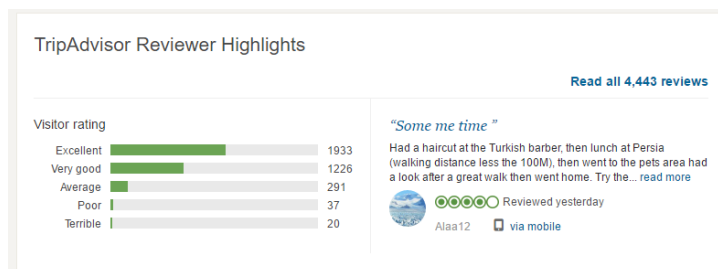 TripAdvisor Reviewer Highlights
Read all 4,443 reviews
Visitor rating
Excellent 1933
Very good 1226
Average 291
Poor 37
Terrible 20
“Some me time ”
Had a haircut at the Turkish barber, then lunch at Persia
(walking distance less the 100M), then went to the pets area had
a look after a great walk then went home. Try the... read more
Reviewed yesterday
Alaa12 via mobile